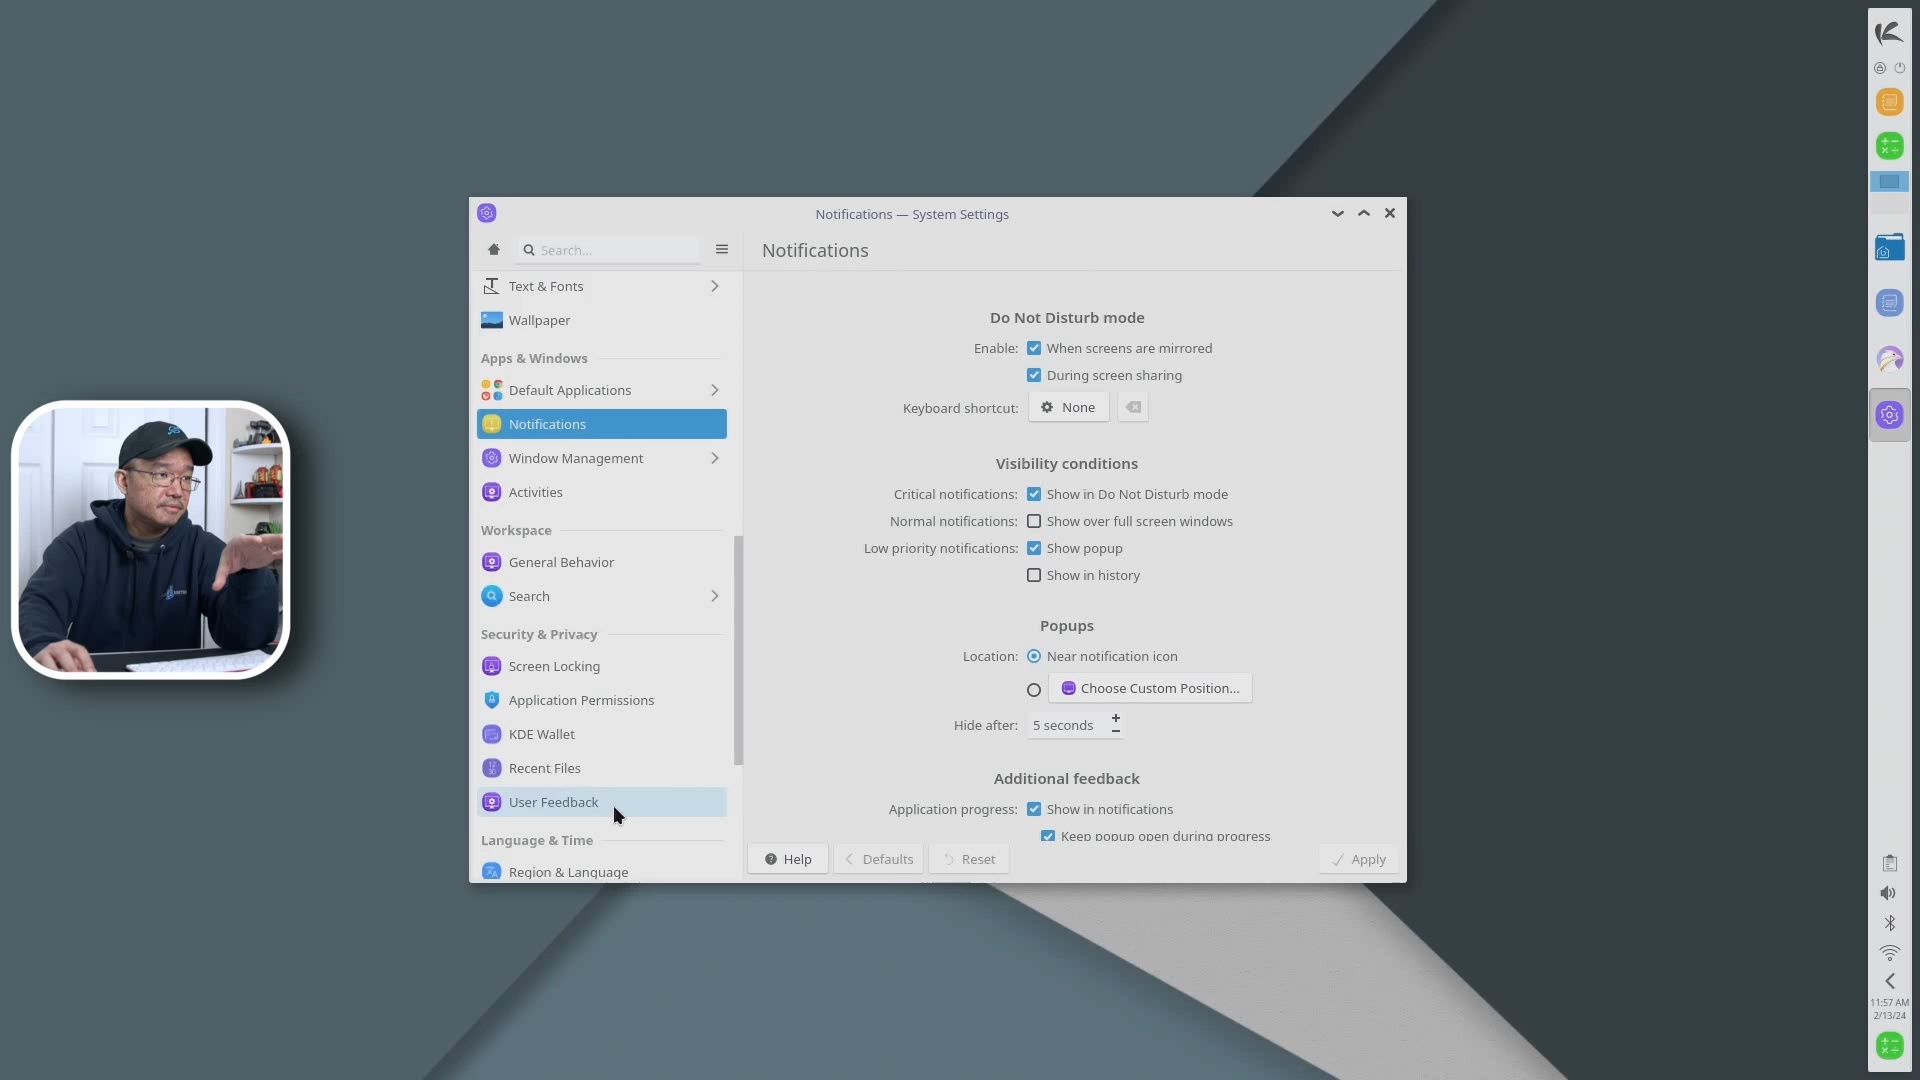 Notifications — System Settings
Search...
Notifications
Text & Fonts
Wallpaper
Apps & Windows
Default Applications
Notifications
Window Management
Activities
Workspace
General Behavior
Search
Security & Privacy
Screen Locking
Application Permissions
KDE Wallet
Recent Files
User Feedback
Language & Time
Region & Language
Do Not Disturb mode
Enable: When screens are mirrored
During screen sharing
Keyboard shortcut: None
Visibility conditions
Critical notifications: Show in Do Not Disturb mode
Normal notifications: Show over full screen windows
Low priority notifications: Show popup
Show in history
Popups
Location: Near notification icon
Choose Custom Position...
Hide after: 5 seconds
Additional feedback
Application progress: Show in notifications
Keep popup open during progress
Help
Defaults
Reset
Apply
11:57 AM
2/13/24